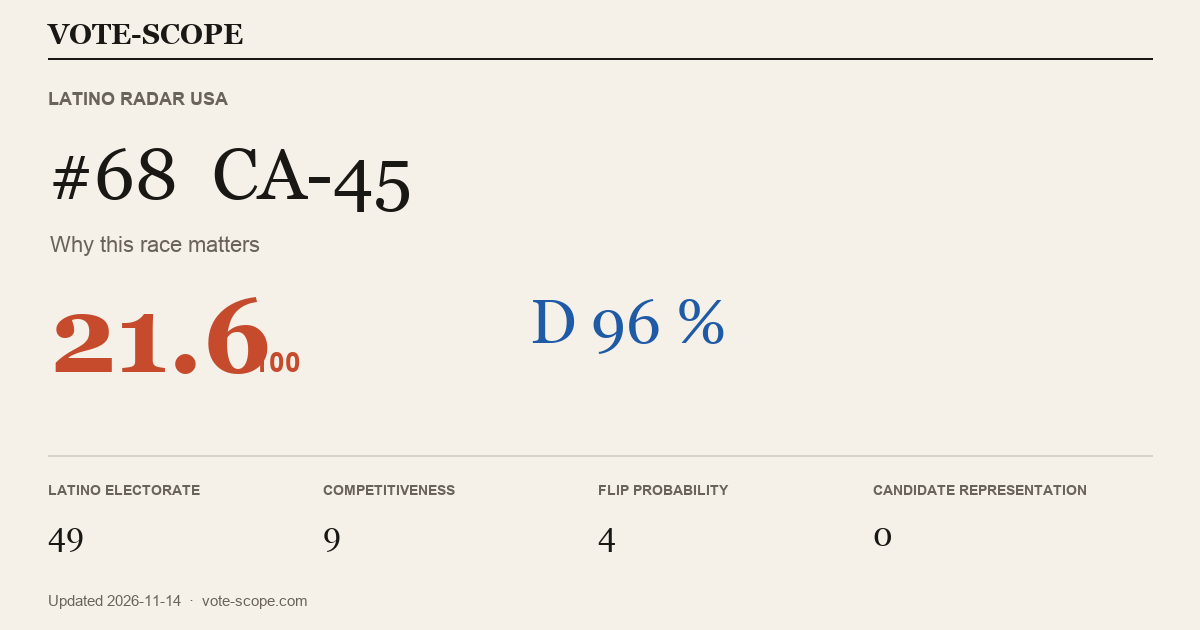 VOTE-SCOPE
LATINO RADAR USA
#68 CA-45
Why this race matters
21.6
D 96 %
LATINO ELECTORATE
COMPETITIVENESS
FLIP PROBABILITY
CANDIDATE REPRESENTATION
49
9
4
0
Updated 2026-11-14 · vote-scope.com